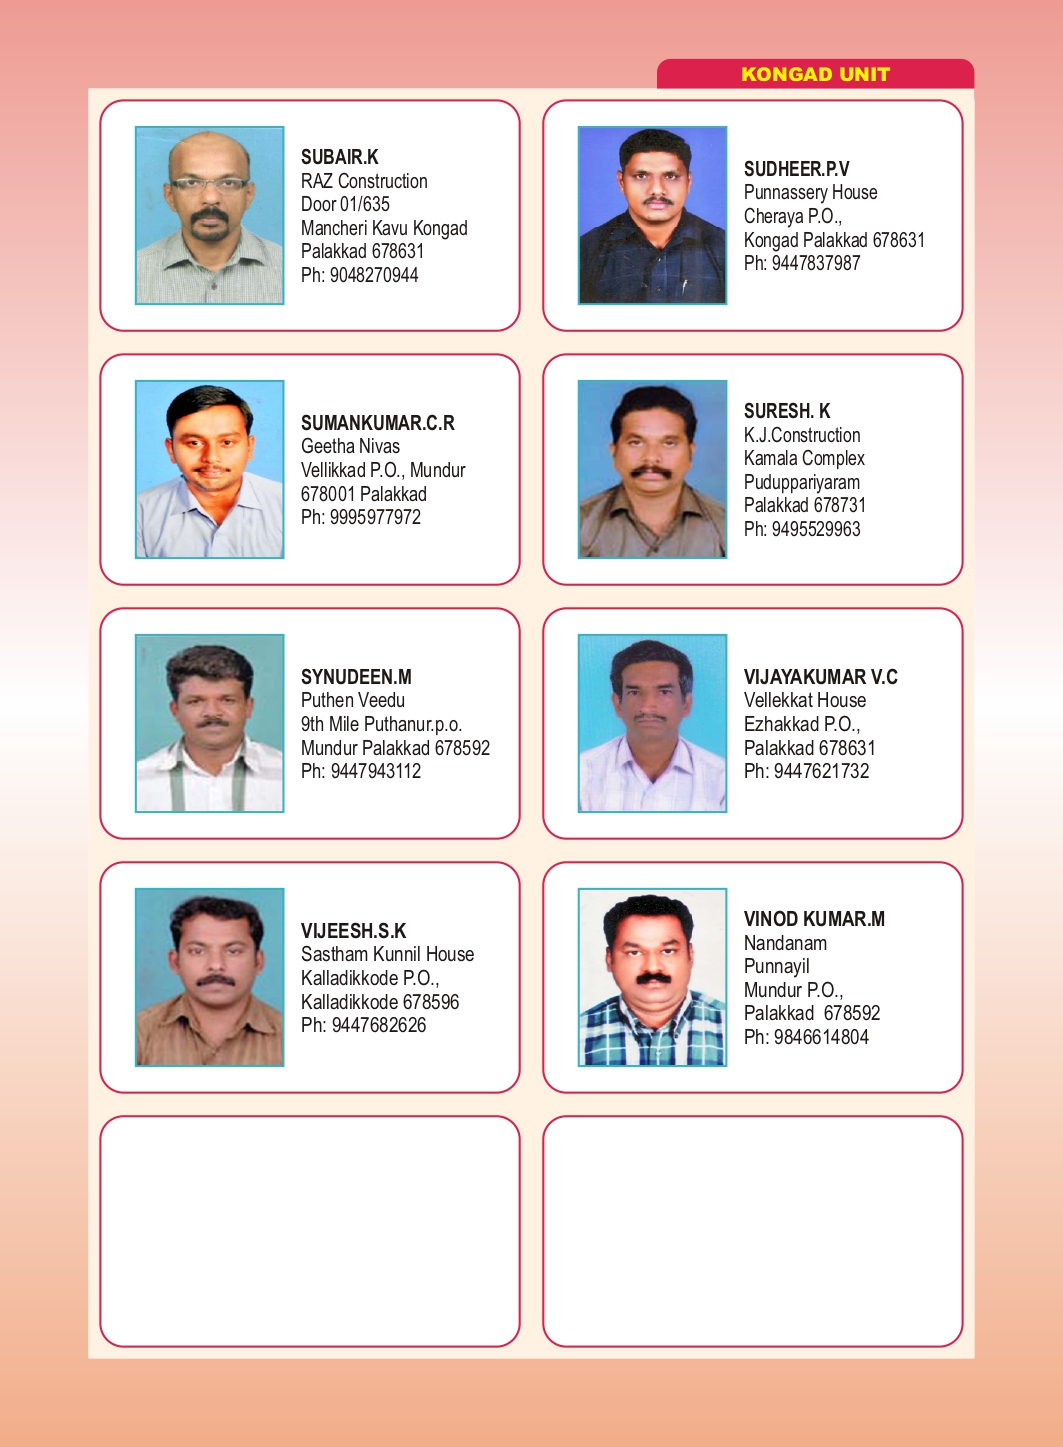 KONGAD UNIT
SUBAIR.K
RAZ Construction
Door 01/635
Mancheri Kavu Kongad
Palakkad 678631
Ph: 9048270944
SUDHEER.P.V
Punnassery House
Cheraya P.O.,
Kongad Palakkad 678631
Ph: 9447837987
SUMANKUMAR.C.R
Geetha Nivas
Vellikkad P.O., Mundur
678001 Palakkad
Ph: 9995977972
SURESH. K
K.J.Construction
Kamala Complex
Puduppariyaram
Palakkad 678731
Ph: 9495529963
SYNUDEEN.M
Puthen Veedu
9th Mile Puthanur.p.o.
Mundur Palakkad 678592
Ph: 9447943112
VIJAYAKUMAR V.C
Vellekkat House
Ezhakkad P.O.,
Palakkad 678631
Ph: 9447621732
VIJEESH.S.K
Sastham Kunnil House
Kalladikkode P.O.,
Kalladikkode 678596
Ph: 9447682626
VINOD KUMAR.M
Nandanam
Punnayil
Mundur P.O.,
Palakkad  678592
Ph: 9846614804